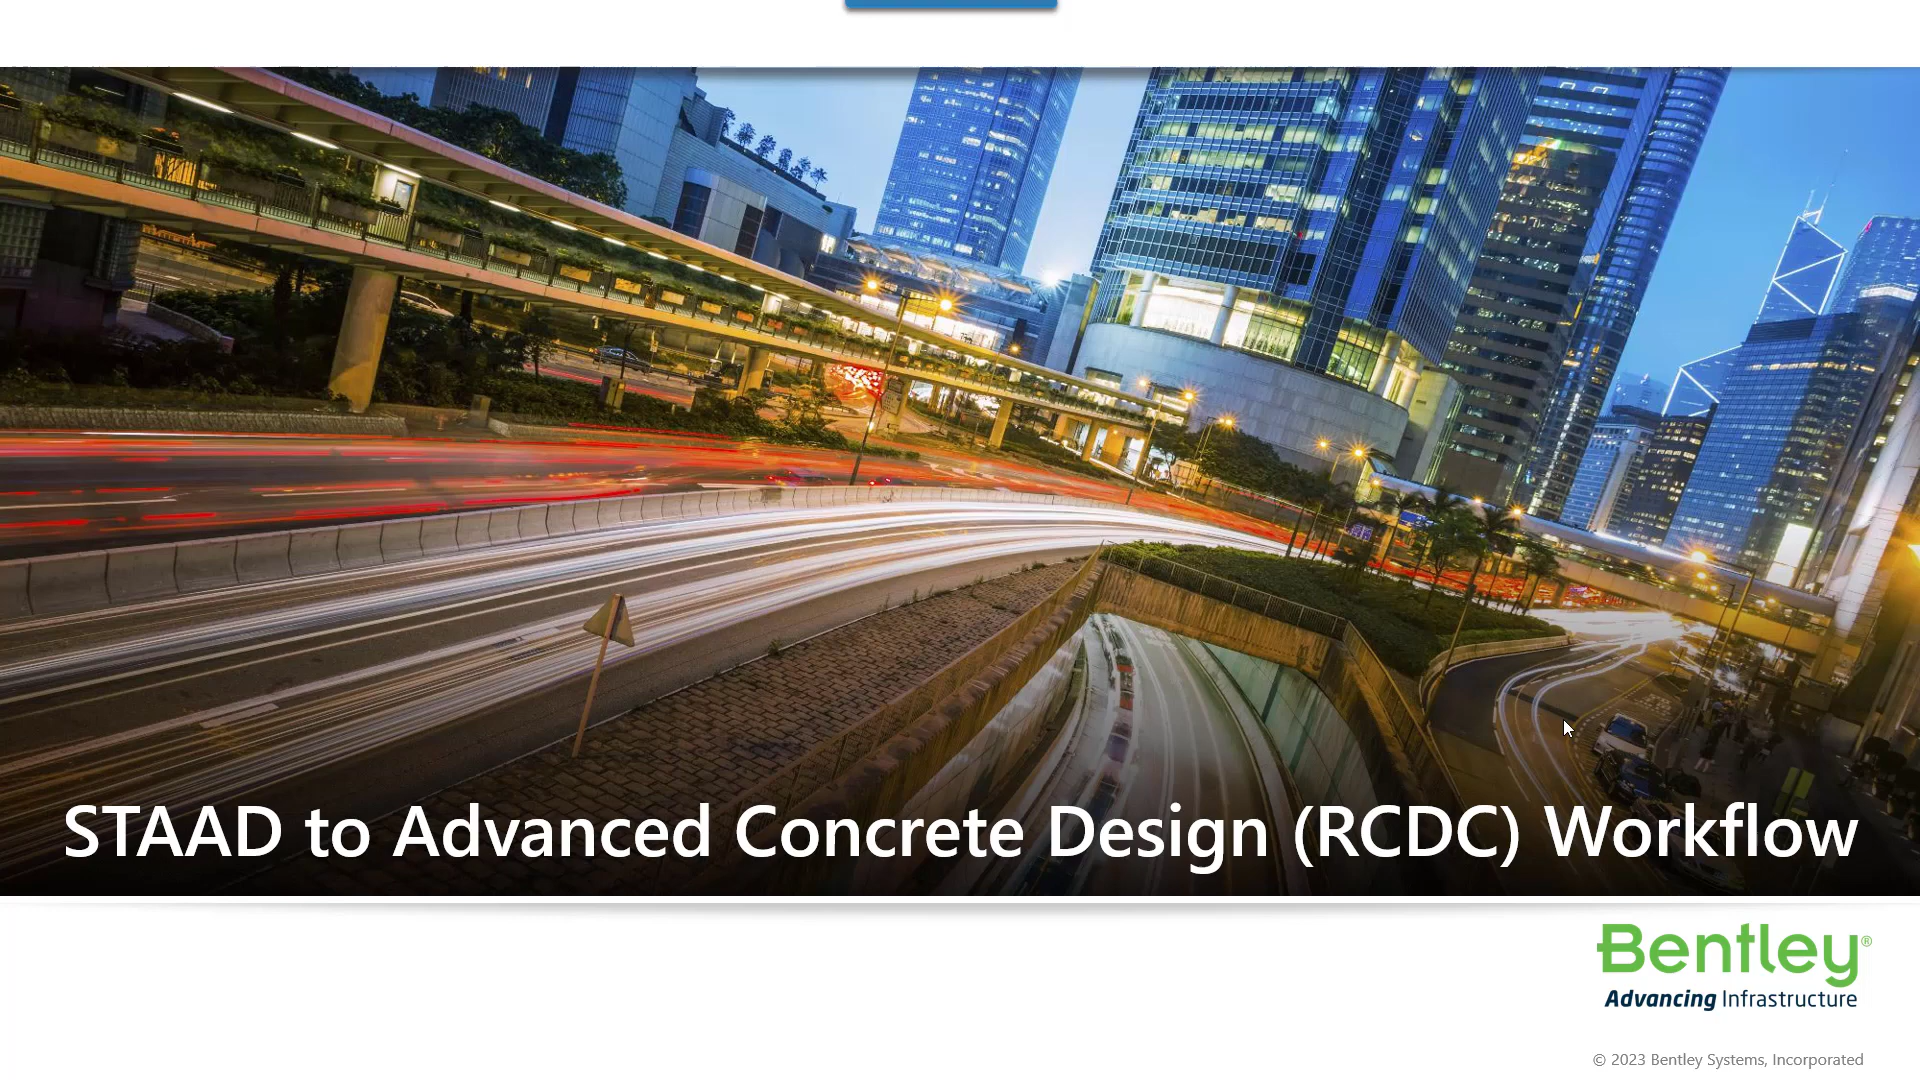 STAAD to Advanced Concrete Design (RCDC) Workflow
Bentley®
Advancing Infrastructure
© 2023 Bentley Systems, Incorporated